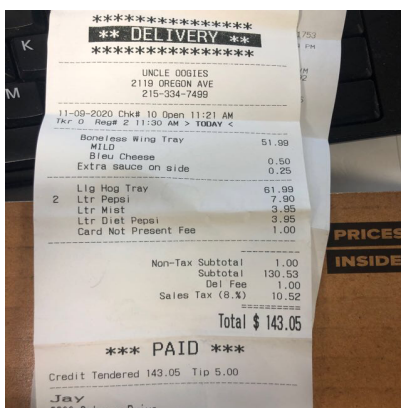 ***************
** DELIVERY **
***************
UNCLE OOGIES
2119 OREGON AVE
215-334-7499
11-09-2020 Chk# 10 Open 11:21 AM
Tkr 0 Reg# 2 11:30 AM > TODAY <
Boneless Wing Tray 51.99
MILD
Bleu Cheese 0.50
Extra sauce on side 0.25
Llg Hog Tray 61.99
2 Ltr Pepsi 7.90
Ltr Mist 3.95
Ltr Diet Pepsi 3.95
Card Not Present Fee 1.00
Non-Tax Subtotal 1.00
Subtotal 130.53
Del Fee 1.00
Sales Tax (8.%) 10.52
Total $ 143.05
*** PAID ***
Credit Tendered 143.05 Tip 5.00
Jay
1753
PM
PRICES
INSIDE
K
M